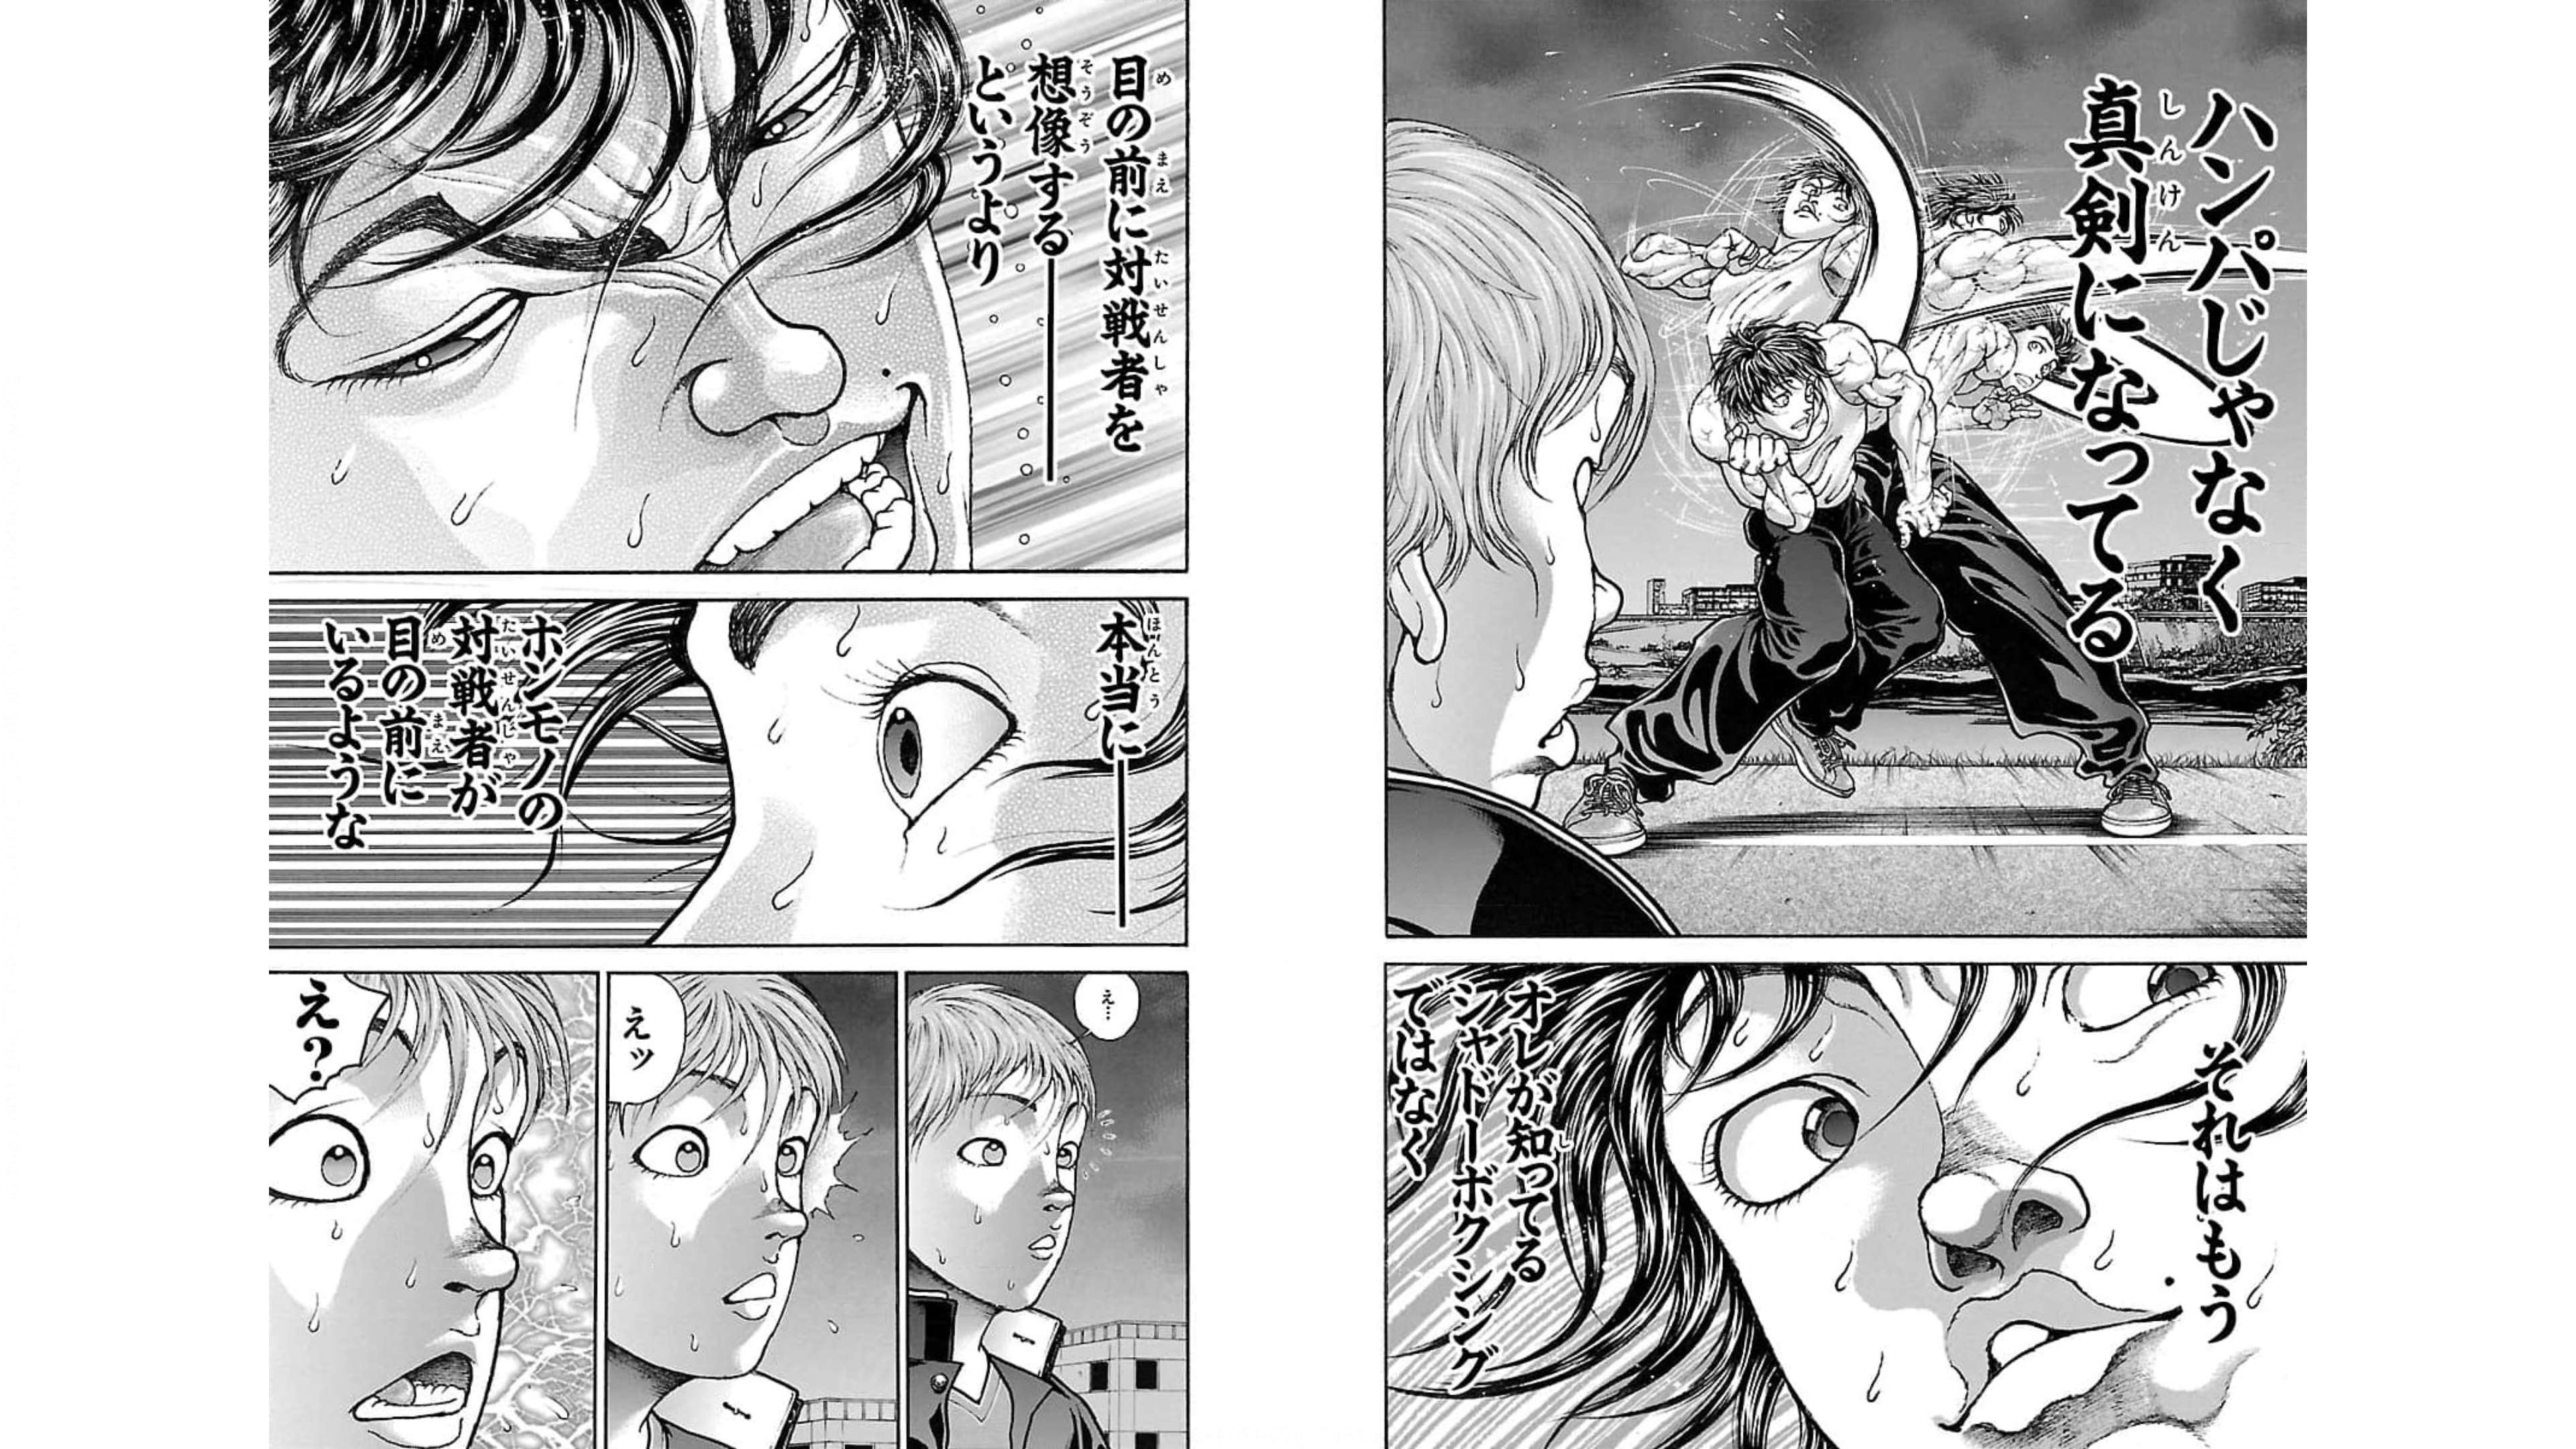 ハンパじゃなく
真剣になってる
それはもう
オレが知ってる
シャドーボクシング
ではなく
目の前に対戦者を
想像する――
というより
本当に――
ホンモノの
対戦者が
目の前に
いるような
え…
えッ
え?